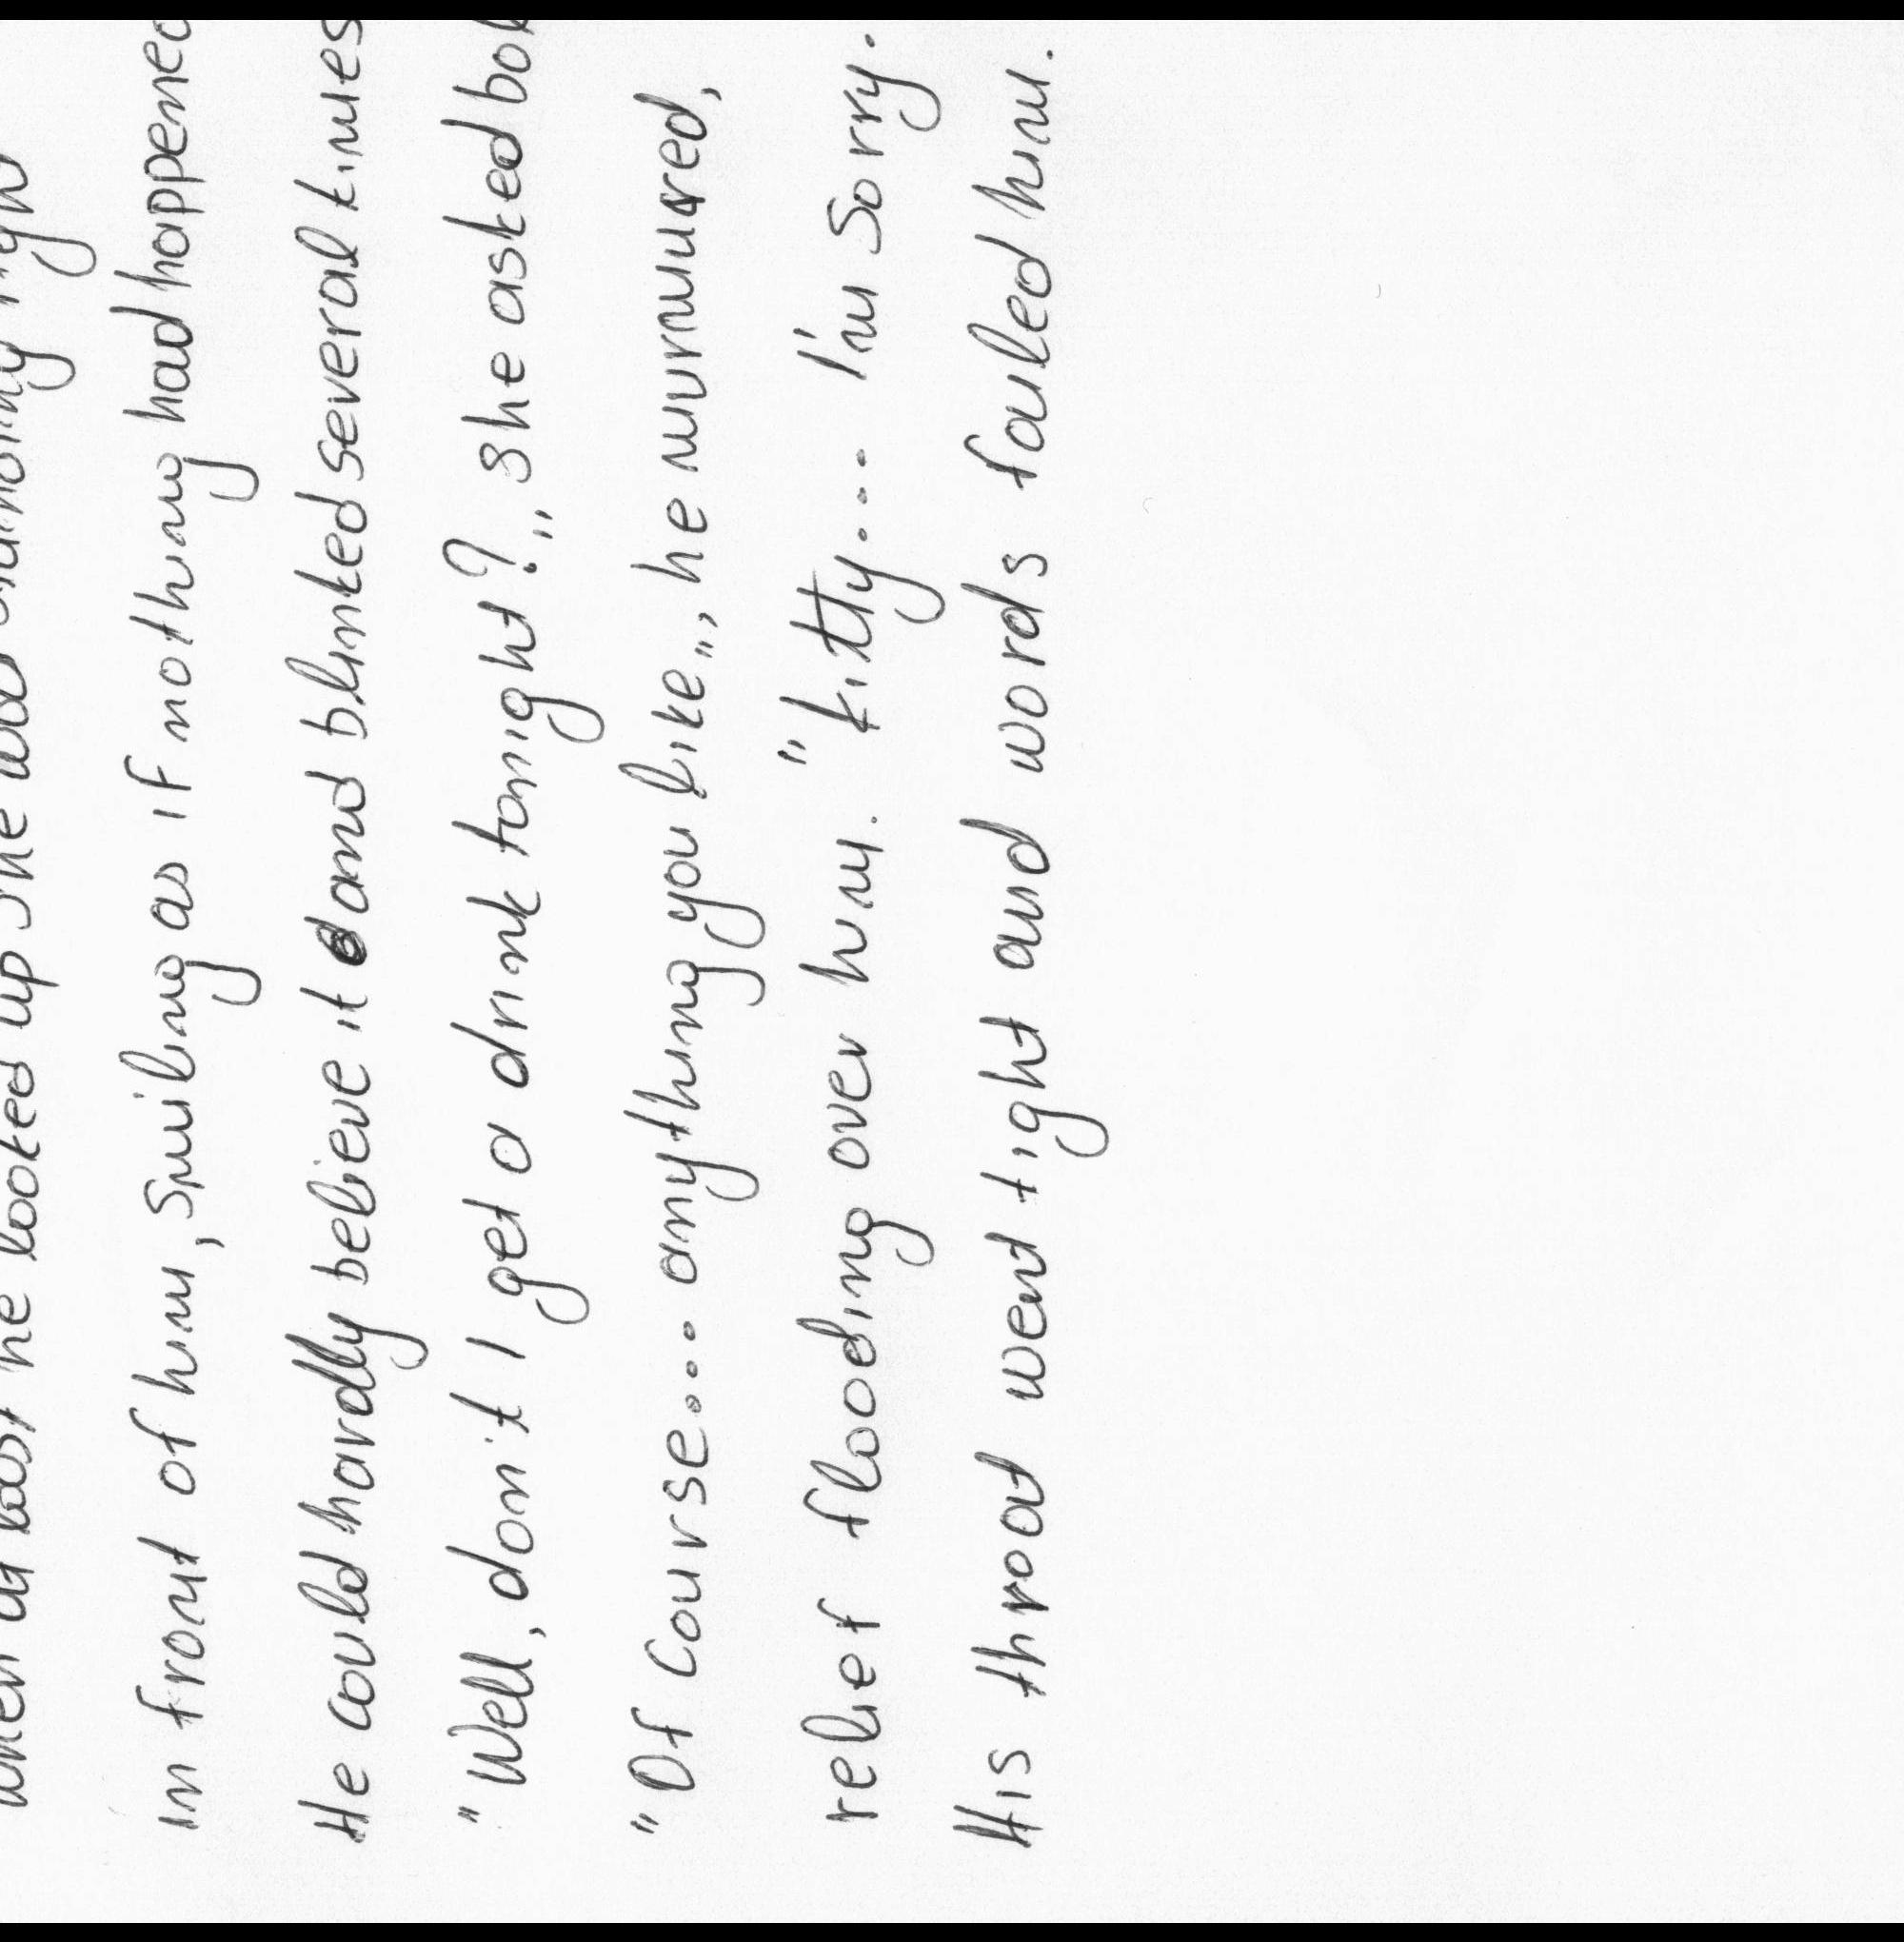 when at last he looked up she was standing right
in front of him, smiling as if nothing had happened
He could hardly believe it and blinked several times
"Well, don't I get a drink tonight?", she asked
"Of Course... anything you like", he murmured,
relief flooding over him. "Kitty... I'm sorry.
His throat went tight and words failed him.